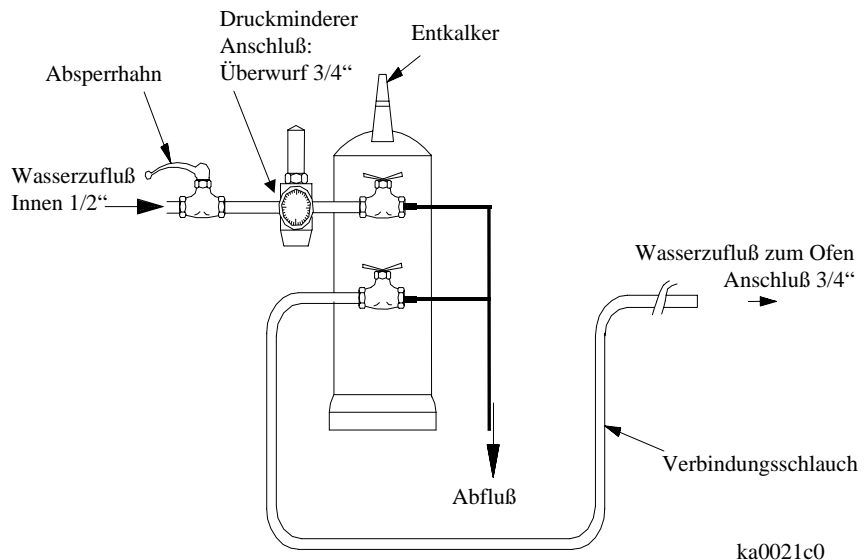 Druckminderer
Anschluß:
Überwurf 3/4“
Entkalker
Absperrhahn
Wasserzufluß
Innen 1/2“
Wasserzufluß zum Ofen
Anschluß 3/4“
Verbindungsschlauch
Abfluß
ka0021c0